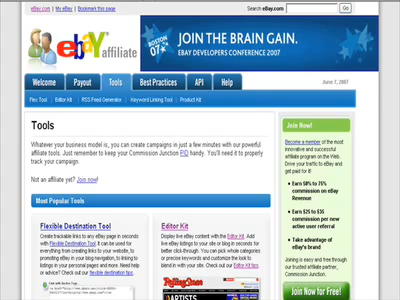 eBay.com | My eBay | Bookmark this page
Search eBay.com
Go
ebay affiliate
BOSTON
07
JOIN THE BRAIN GAIN.
EBAY DEVELOPERS CONFERENCE 2007
Welcome
Payout
Tools
Best Practices
API
Help
June 7, 2007
Flex Tool | Editor Kit | RSS Feed Generator | Keyword Linking Tool | Product Kit
Tools
Whatever your business model is, you can create campaigns in just a few minutes with our powerful
affiliate tools. Just remember to keep your Commission Junction PID handy. You'll need it to properly
track your campaign.
Not an affiliate yet? Join now!
Most Popular Tools
Flexible Destination Tool
Create trackable links to any eBay page in seconds
with Flexible Destination Tool. It can be used for
everything from creating links to your website, to
promoting eBay in your blog navigation, to linking to
listings in your personal pages and more. Need help
or advice? Check out our flexible destination tips.
Editor Kit
Display live eBay content with the Editor Kit. Add
live eBay listings to your site or blog in seconds for
better click-through. You can pick whole categories
or precise keywords and customize the look to
blend in with your site. Check out our Editor Kit tips.
RollingStone
ARTISTS
Join Now!
Become a member of the
most innovative and successful
affiliate program on the Web.
Drive your traffic to eBay and
get paid for it!
Earn 50% to 75%
commission on eBay
Revenue
Earn $25 to $35
commission per new
active user referral
Take advantage of
eBay's brand
Joining is easy and free through
our trusted affiliate partner,
Commission Junction.
Join Now for Free!